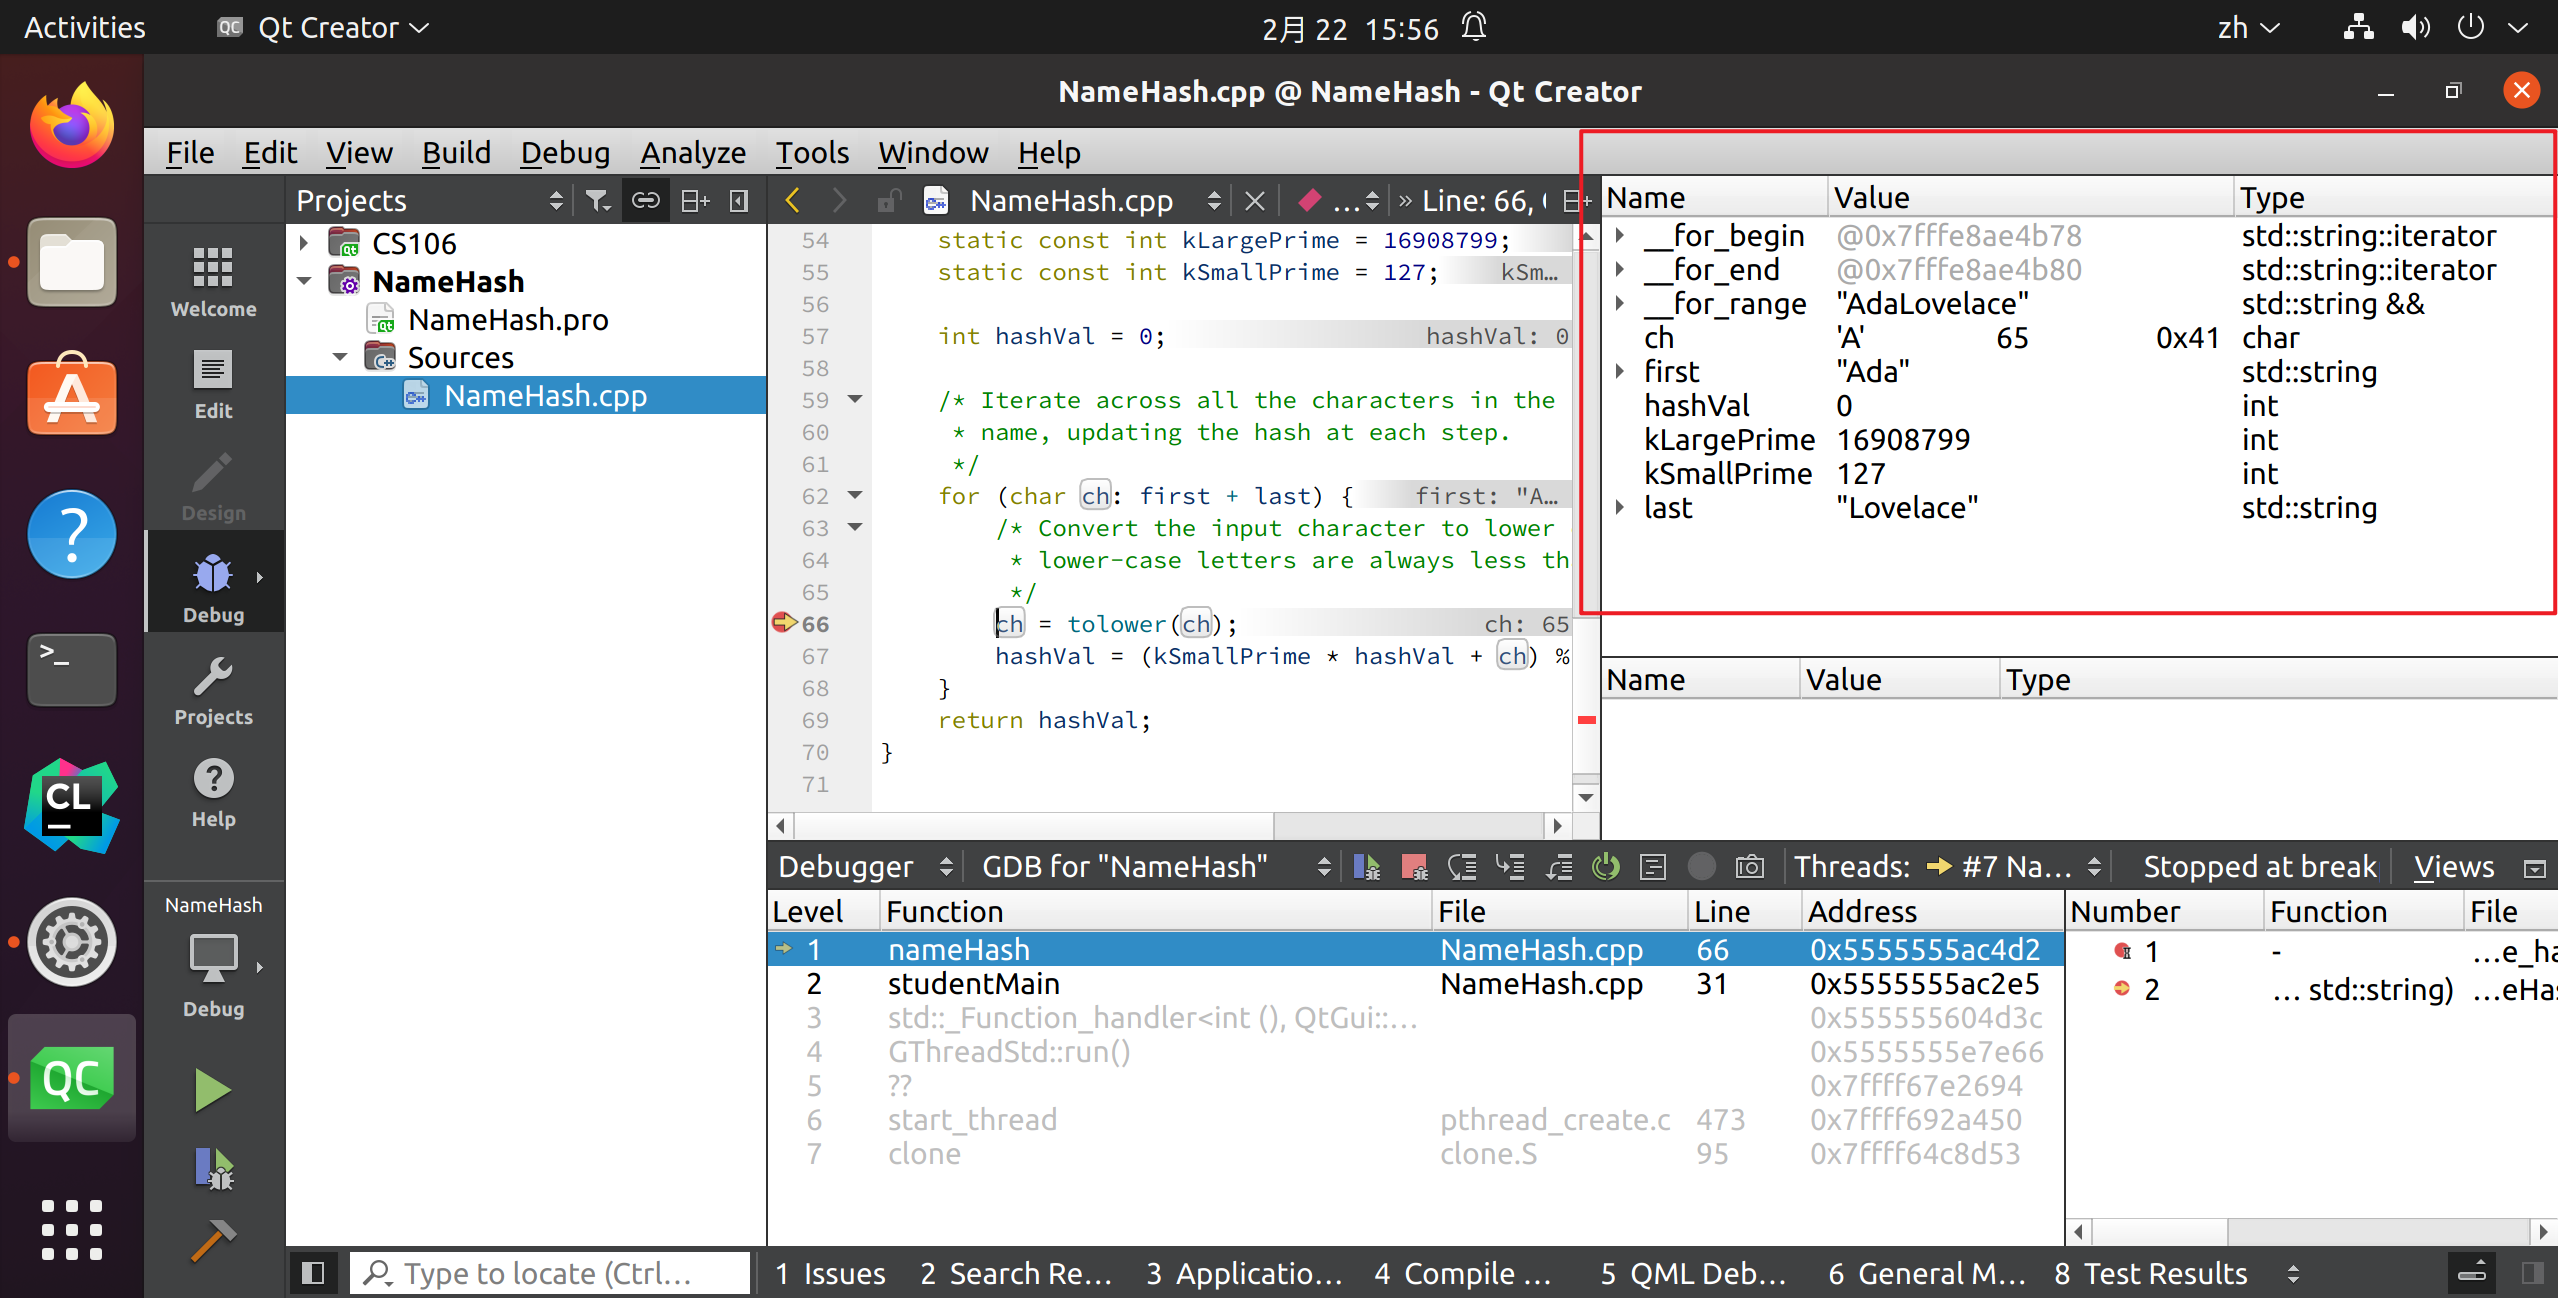 Activities
Qt Creator
2月 22 15:56
zh
NameHash.cpp @ NameHash - Qt Creator
File Edit View Build Debug Analyze Tools Window Help
Projects
NameHash.cpp
...
» Line: 66,
Welcome
Edit
Design
Debug
Projects
Help
NameHash
Debug
CS106
NameHash
NameHash.pro
Sources
NameHash.cpp
54 static const int kLargePrime = 16908799;
55 static const int kSmallPrime = 127; kSm…
56
57 int hashVal = 0; hashVal: 0
58
59 /* Iterate across all the characters in the
60 * name, updating the hash at each step.
61 */
62 for (char ch: first + last) { first: "A…
63 /* Convert the input character to lower
64 * lower-case letters are always less th
65 */
66 ch = tolower(ch); ch: 65
67 hashVal = (kSmallPrime * hashVal + ch) %
68 }
69 return hashVal;
70 }
71
Name Value Type
__for_begin @0x7fffe8ae4b78 std::string::iterator
__for_end @0x7fffe8ae4b80 std::string::iterator
__for_range "AdaLovelace" std::string &&
ch 'A' 65 0x41 char
first "Ada" std::string
hashVal 0 int
kLargePrime 16908799 int
kSmallPrime 127 int
last "Lovelace" std::string
Name Value Type
Debugger GDB for "NameHash" Threads: #7 Na... Stopped at break Views
Level Function File Line Address
1 nameHash NameHash.cpp 66 0x5555555ac4d2
2 studentMain NameHash.cpp 31 0x5555555ac2e5
3 std::_Function_handler<int (), QtGui::... 0x555555604d3c
4 GThreadStd::run() 0x5555555e7e66
5 ?? 0x7ffff67e2694
6 start_thread pthread_create.c 473 0x7ffff692a450
7 clone clone.S 95 0x7ffff64c8d53
Number Function File
1 - ...e_ha
2 ... std::string) ...eHas
Type to locate (Ctrl...
1 Issues 2 Search Re... 3 Applicatio... 4 Compile ... 5 QML Deb... 6 General M... 8 Test Results
QC
CL
>_
QC